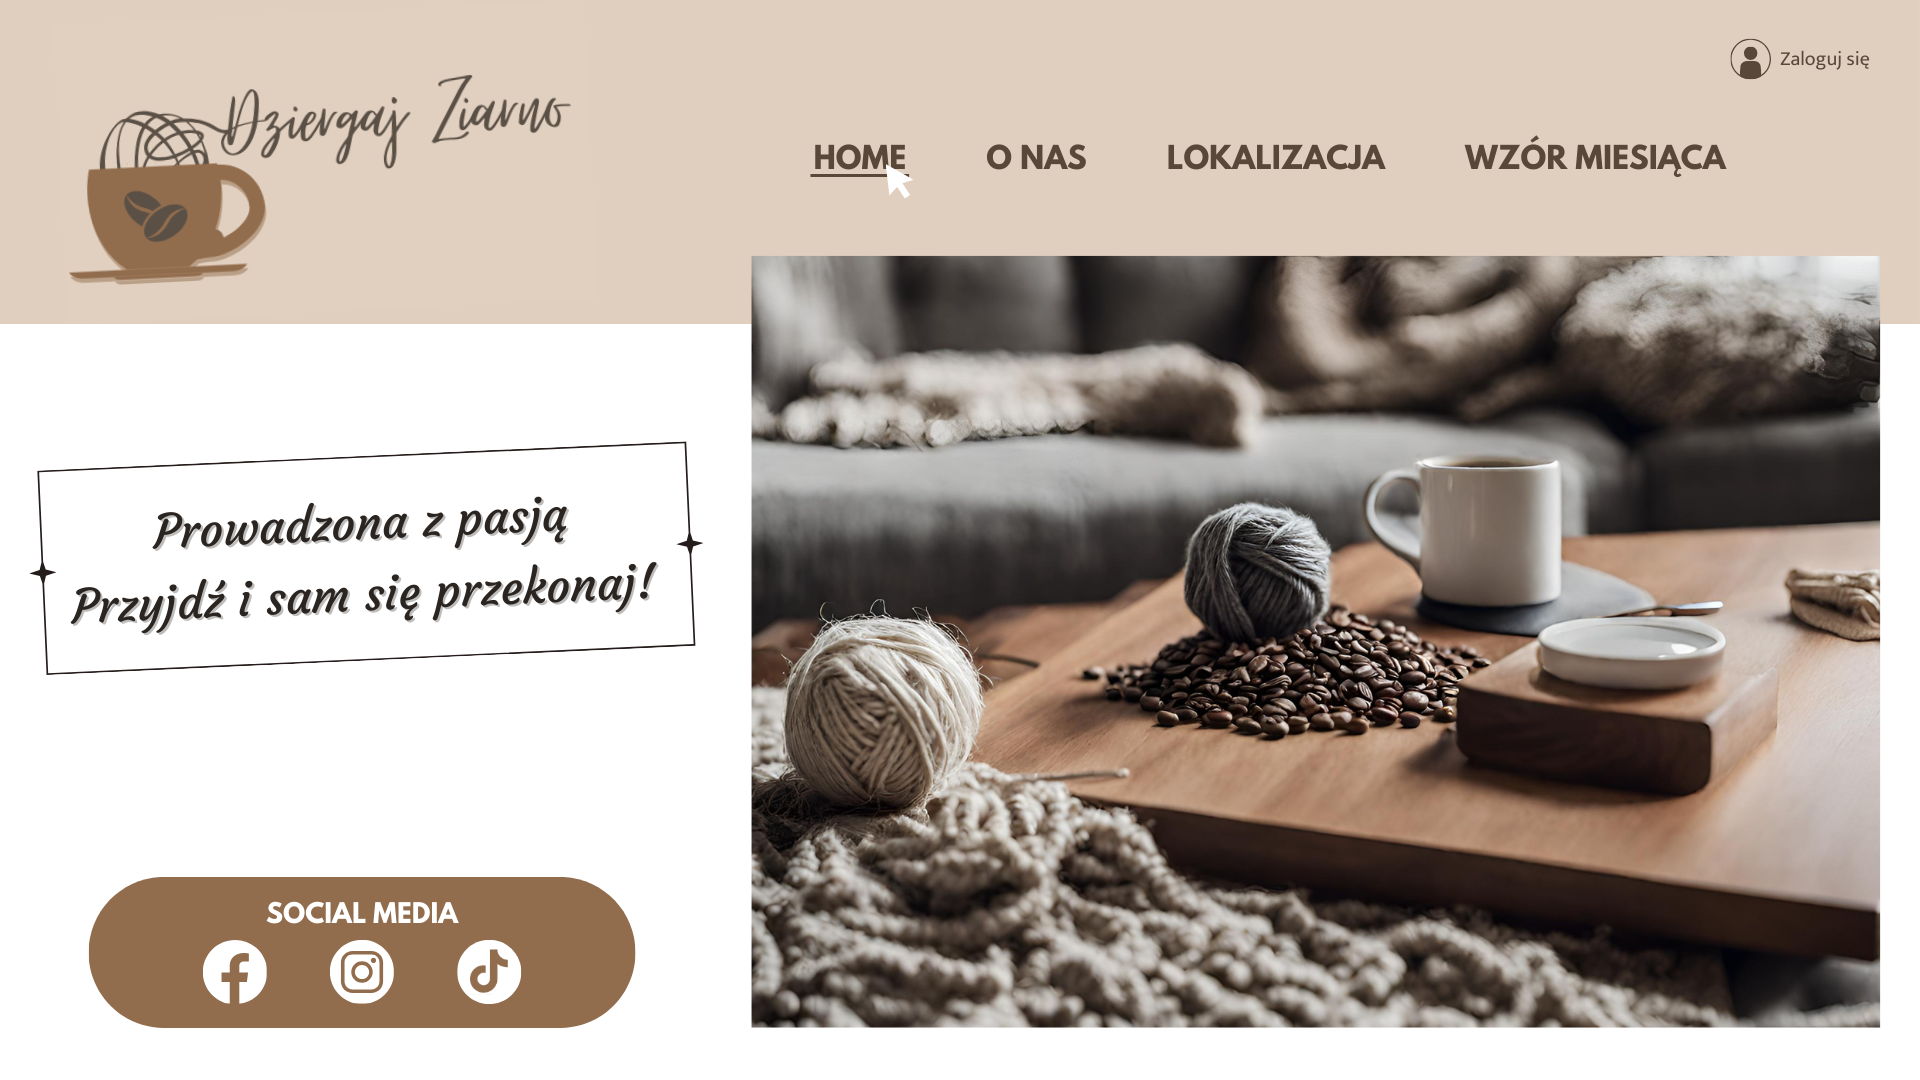 Dziergaj Ziarno
Zaloguj się
HOME O NAS LOKALIZACJA WZÓR MIESIĄCA
Prowadzona z pasją
Przyjdź i sam się przekonaj!
SOCIAL MEDIA